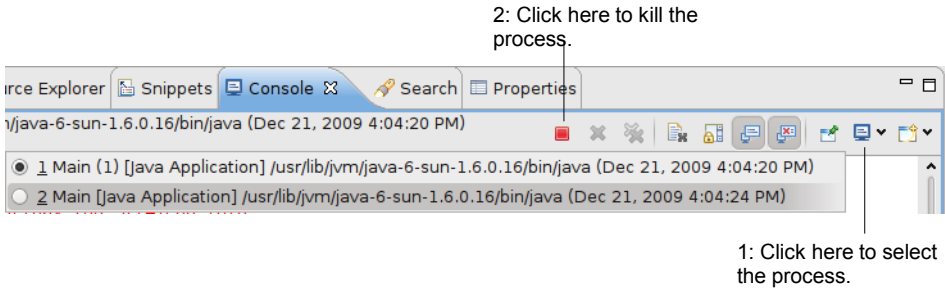 2: Click here to kill the
process.
rce Explorer Snippets Console Search Properties
/java-6-sun-1.6.0.16/bin/java (Dec 21, 2009 4:04:20 PM)
1 Main (1) [Java Application] /usr/lib/jvm/java-6-sun-1.6.0.16/bin/java (Dec 21, 2009 4:04:20 PM)
2 Main [Java Application] /usr/lib/jvm/java-6-sun-1.6.0.16/bin/java (Dec 21, 2009 4:04:24 PM)
1: Click here to select
the process.